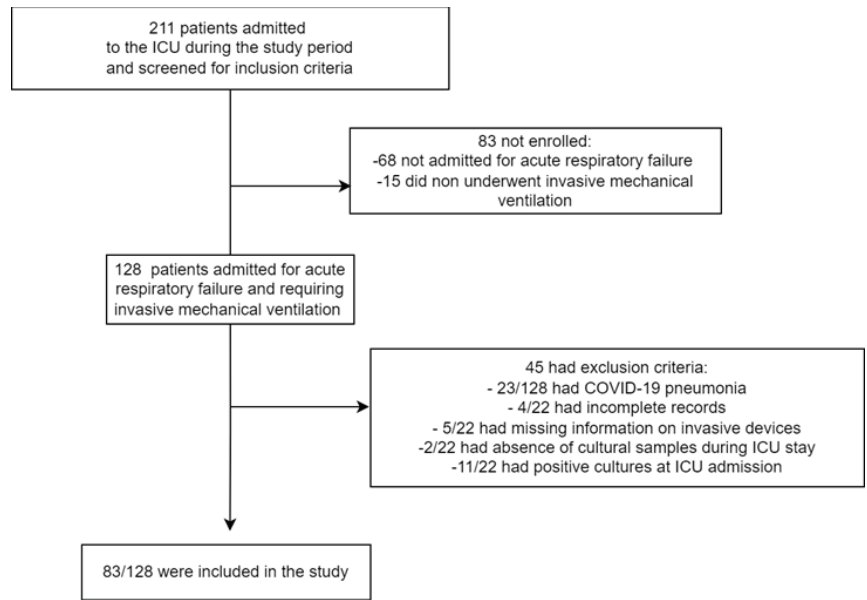 211 patients admitted
to the ICU during the study period
and screened for inclusion criteria
83 not enrolled:
-68 not admitted for acute respiratory failure
-15 did non underwent invasive mechanical
ventilation
128 patients admitted for acute
respiratory failure and requiring
invasive mechanical ventilation
45 had exclusion criteria:
- 23/128 had COVID-19 pneumonia
- 4/22 had incomplete records
- 5/22 had missing information on invasive devices
-2/22 had absence of cultural samples during ICU stay
-11/22 had positive cultures at ICU admission
83/128 were included in the study